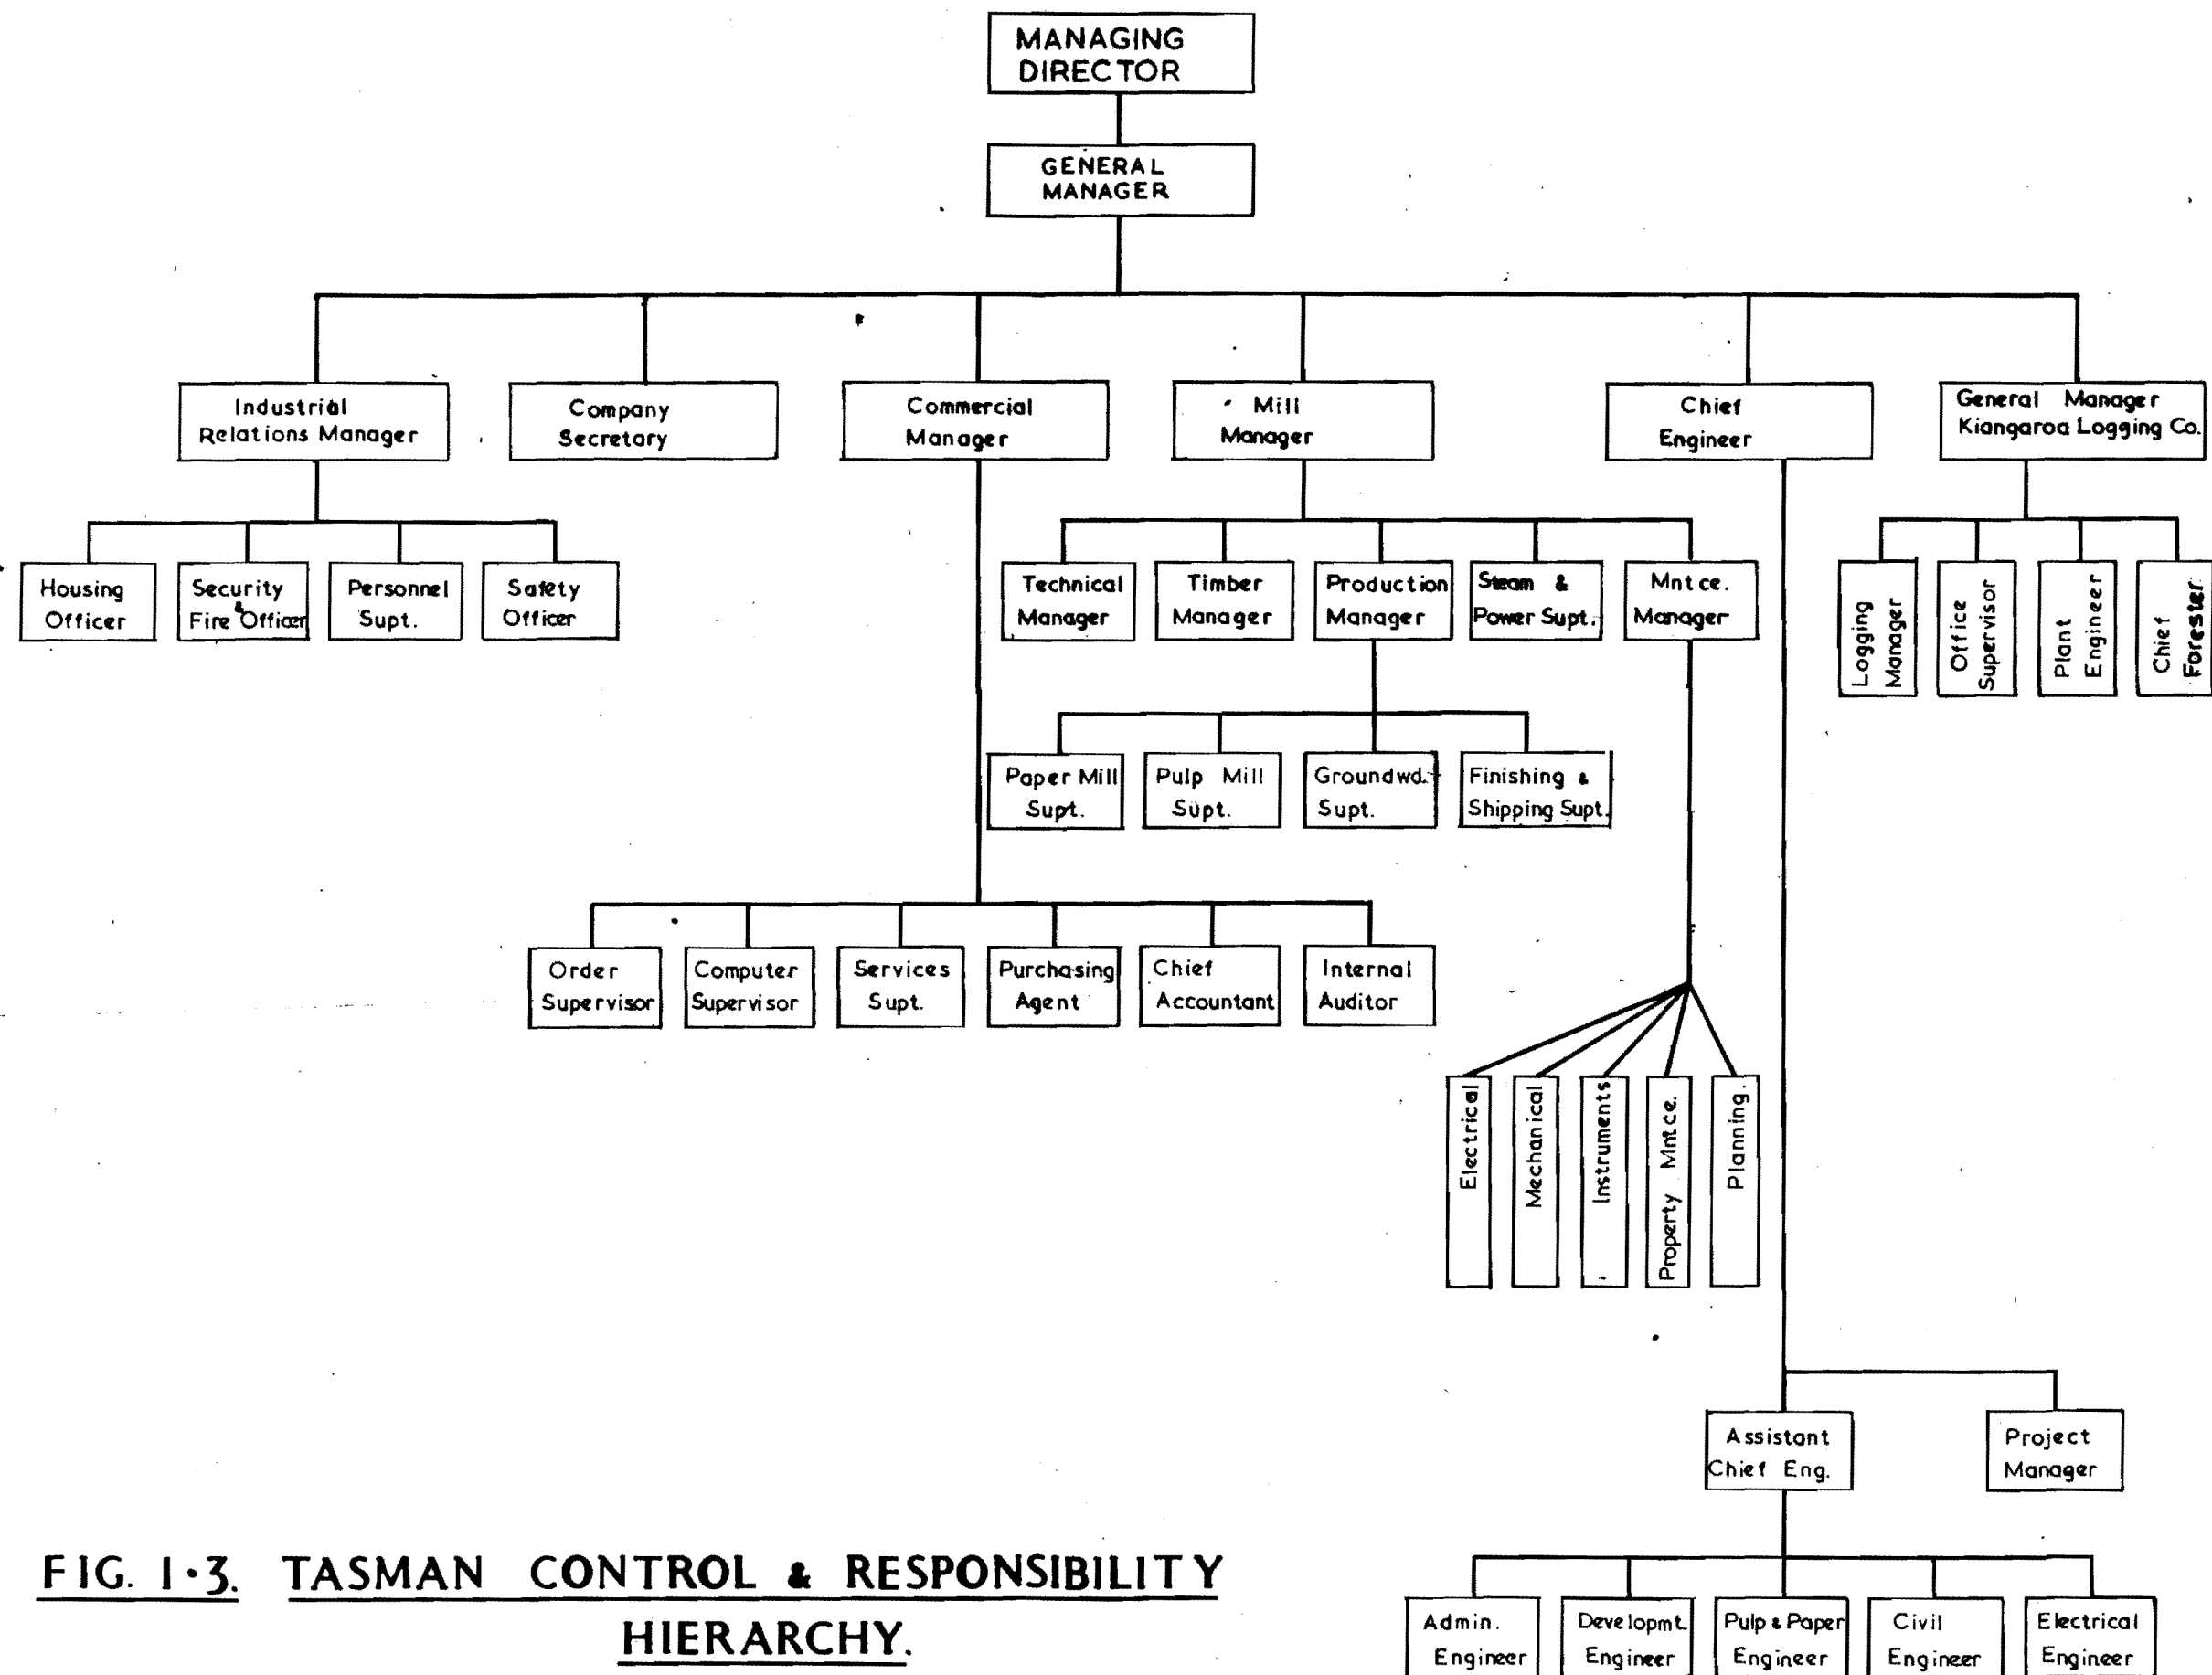 MANAGING
DIRECTOR
GENERAL
MANAGER
Industrial
Relations Manager
Company
Secretary
Commercial
Manager
Mill
Manager
Chief
Engineer
General Manager
Kiangaroa Logging Co.
Housing
Officer
Security
&
Fire Officer
Personnel
Supt.
Safety
Officer
Technical
Manager
Timber
Manager
Production
Manager
Steam &
Power Supt.
Mntce.
Manager
Logging
Manager
Office
Supervisor
Plant
Engineer
Chief
Forester
Paper Mill
Supt.
Pulp Mill
Supt.
Groundwd.
Supt.
Finishing &
Shipping Supt.
Order
Supervisor
Computer
Supervisor
Services
Supt.
Purchasing
Agent
Chief
Accountant
Internal
Auditor
Electrical
Mechanical
Instruments
Property Mntce.
Planning.
Assistant
Chief Eng.
Project
Manager
Admin.
Engineer
Developmt.
Engineer
Pulp & Paper
Engineer
Civil
Engineer
Electrical
Engineer
FIG. 1·3. TASMAN CONTROL & RESPONSIBILITY
HIERARCHY.